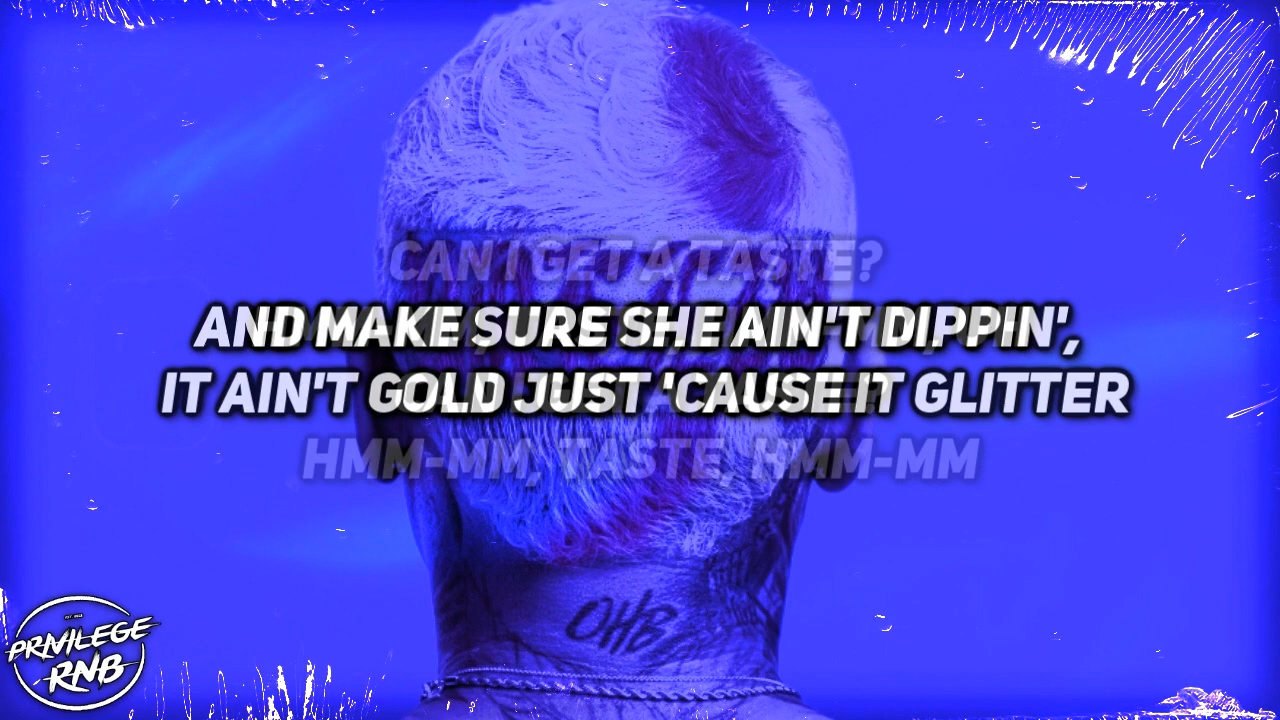 CAN I GET A TASTE?
AND MAKE SURE SHE AIN'T DIPPIN',
IT AIN'T GOLD JUST 'CAUSE IT GLITTER
HMM-MM, TASTE, HMM-MM
OHB
PRIVILEGE
RNB